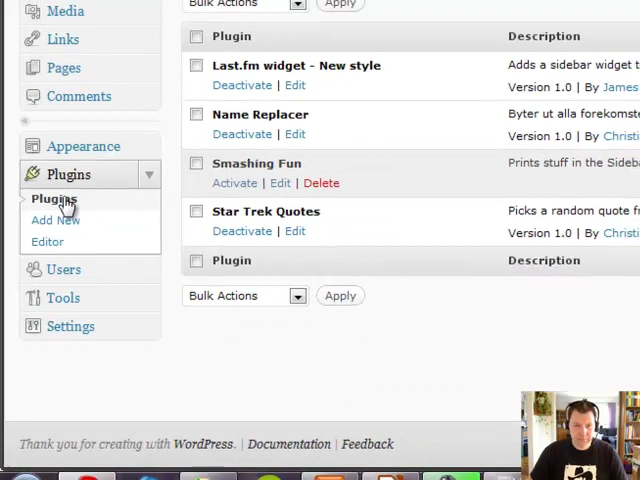 Media
Bulk Actions Apply
Links
Plugin Description
Pages
Last.fm widget - New style Adds a sidebar widget t
Deactivate | Edit Version 1.0 | By James
Comments
Name Replacer Byter ut alla forekomste
Deactivate | Edit Version 1.0 | By Christi
Appearance
Smashing Fun Prints stuff in the Sideba
Plugins
Activate | Edit | Delete
Plugins
Star Trek Quotes Picks a random quote f
Add New
Deactivate | Edit Version 1.0 | By Christi
Editor
Plugin Description
Users
Bulk Actions Apply
Tools
Settings
Thank you for creating with WordPress. | Documentation | Feedback